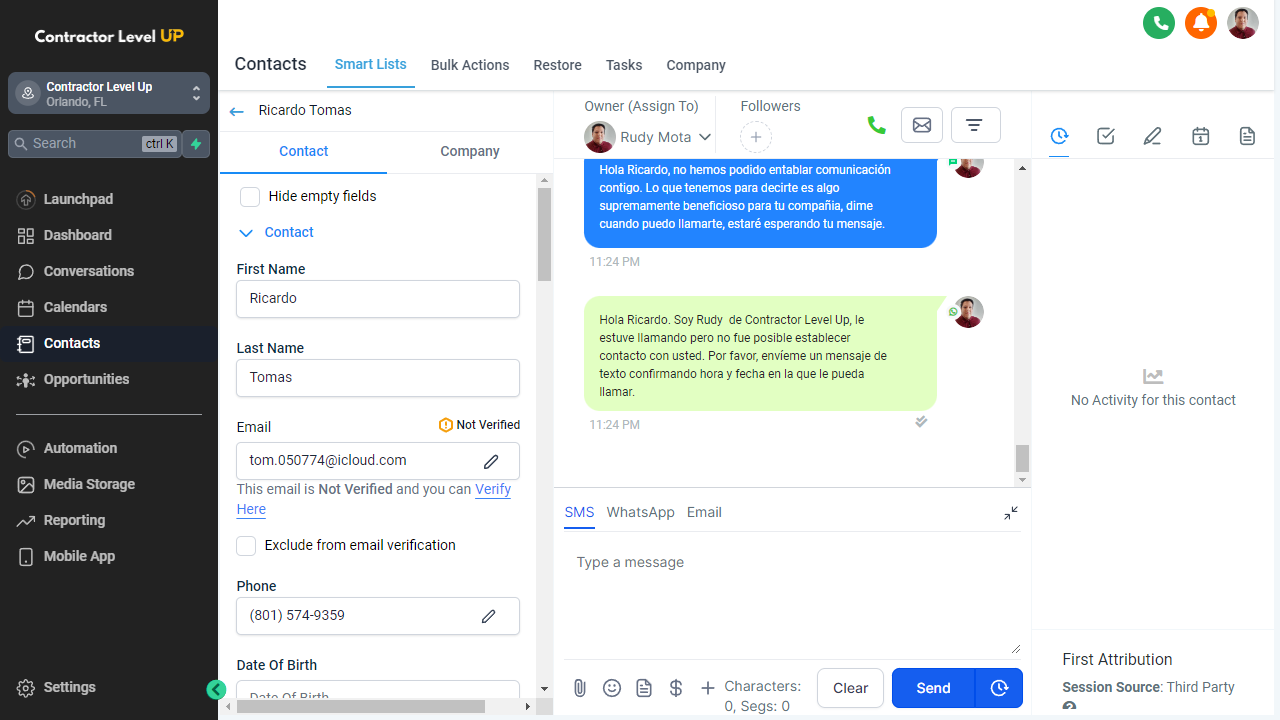 Contractor Level UP
Contractor Level Up
Orlando, FL
Search
ctrl K
Launchpad
Dashboard
Conversations
Calendars
Contacts
Opportunities
Automation
Media Storage
Reporting
Mobile App
Settings
Contacts
Smart Lists
Bulk Actions
Restore
Tasks
Company
Ricardo Tomas
Contact
Company
Hide empty fields
Contact
First Name
Ricardo
Last Name
Tomas
Email
Not Verified
tom.050774@icloud.com
This email is Not Verified and you can Verify
Here
Exclude from email verification
Phone
(801) 574-9359
Date Of Birth
Date Of Birth
Owner (Assign To)
Rudy Mota
Followers
Hola Ricardo, no hemos podido entablar comunicación
contigo. Lo que tenemos para decirte es algo
supremamente beneficioso para tu compañia, dime
cuando puedo llamarte, estaré esperando tu mensaje.
11:24 PM
Hola Ricardo. Soy Rudy  de Contractor Level Up, le
estuve llamando pero no fue posible establecer
contacto con usted. Por favor, envíeme un mensaje de
texto confirmando hora y fecha en la que le pueda
llamar.
11:24 PM
SMS
WhatsApp
Email
Type a message
Characters:
0, Segs: 0
Clear
Send
No Activity for this contact
First Attribution
Session Source: Third Party